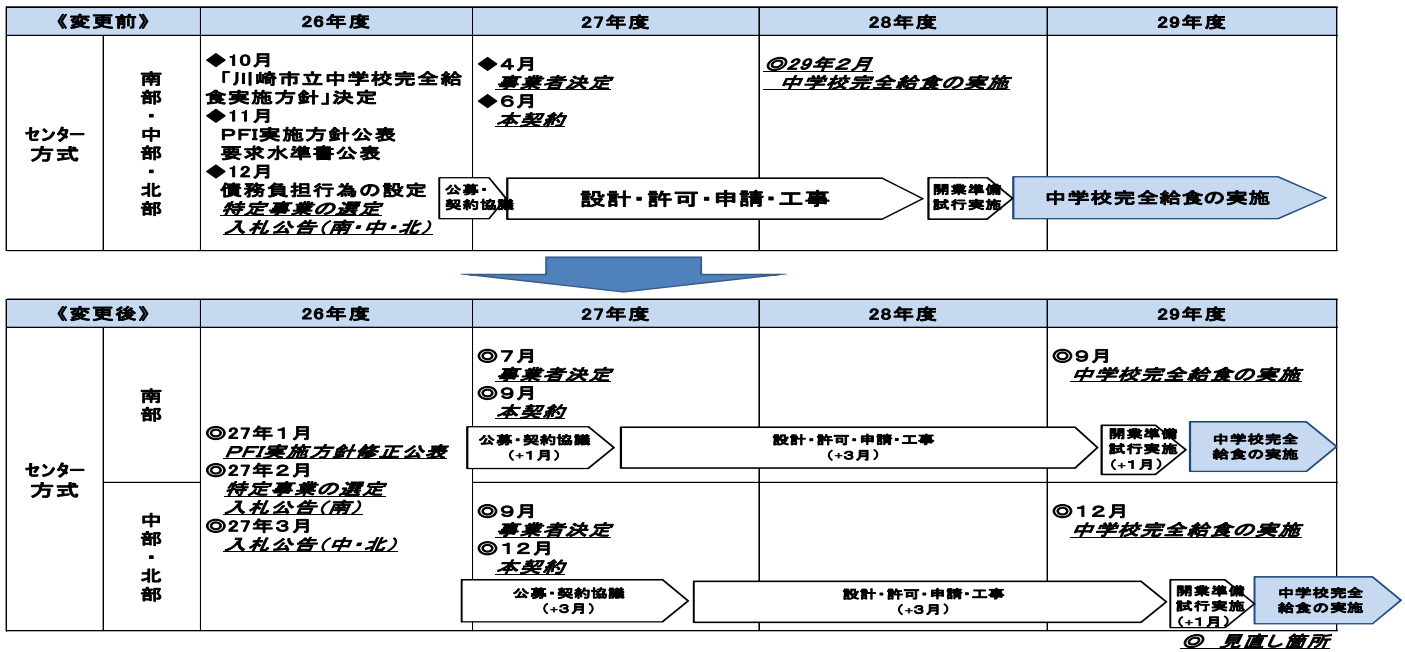 《変更前》
26年度
27年度
28年度
29年度
センター
方式
南部・中部・北部
◆10月
「川崎市立中学校完全給
食実施方針」決定
◆11月
PFI実施方針公表
要求水準書公表
◆12月
債務負担行為の設定
特定事業の選定
入札公告(南・中・北)
◆4月
事業者決定
◆6月
本契約
◎29年2月
中学校完全給食の実施
公募・
契約協議
設計・許可・申請・工事
開業準備
試行実施
中学校完全給食の実施
《変更後》
26年度
27年度
28年度
29年度
センター
方式
南部
中部・北部
◎27年1月
PFI実施方針修正公表
◎27年2月
特定事業の選定
入札公告(南)
◎27年3月
入札公告(中・北)
◎7月
事業者決定
◎9月
本契約
◎9月
中学校完全給食の実施
公募・契約協議
(+1月)
設計・許可・申請・工事
(+3月)
開業準備
試行実施
(+1月)
中学校完全
給食の実施
◎9月
事業者決定
◎12月
本契約
◎12月
中学校完全給食の実施
公募・契約協議
(+3月)
設計・許可・申請・工事
(+3月)
開業準備
試行実施
(+1月)
中学校完全
給食の実施
◎ 見直し箇所